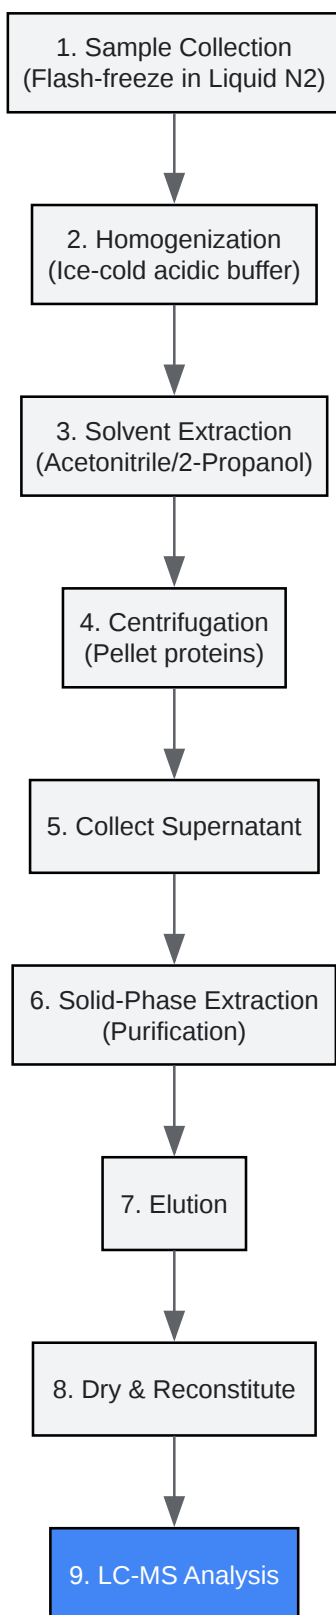 1. Sample Collection
(Flash-freeze in Liquid N2)
2. Homogenization
(Ice-cold acidic buffer)
3. Solvent Extraction
(Acetonitrile/2-Propanol)
4. Centrifugation
(Pellet proteins)
5. Collect Supernatant
6. Solid-Phase Extraction
(Purification)
7. Elution
8. Dry & Reconstitute
9. LC-MS Analysis